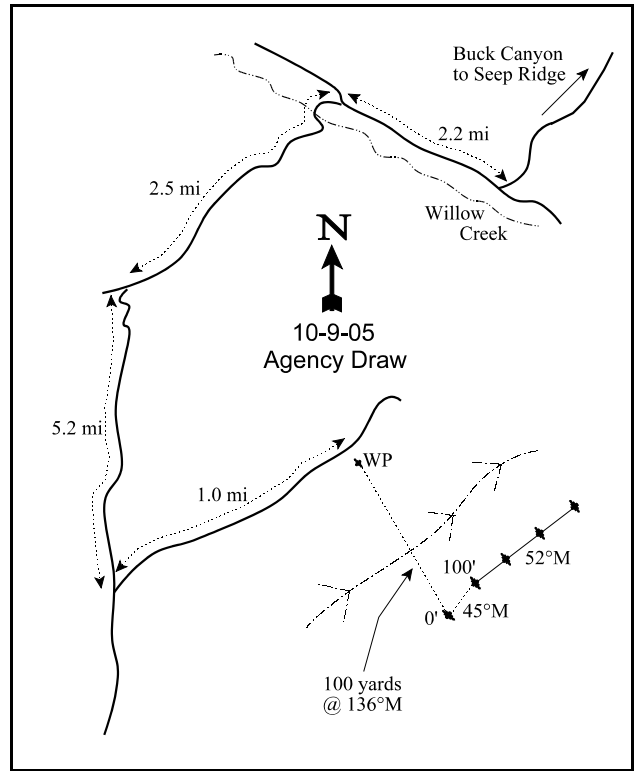 Buck Canyon
to Seep Ridge
2.2 mi
2.5 mi
Willow
Creek
N
10-9-05
Agency Draw
5.2 mi
WP
1.0 mi
100'
52°M
0'
45°M
100 yards
@ 136°M